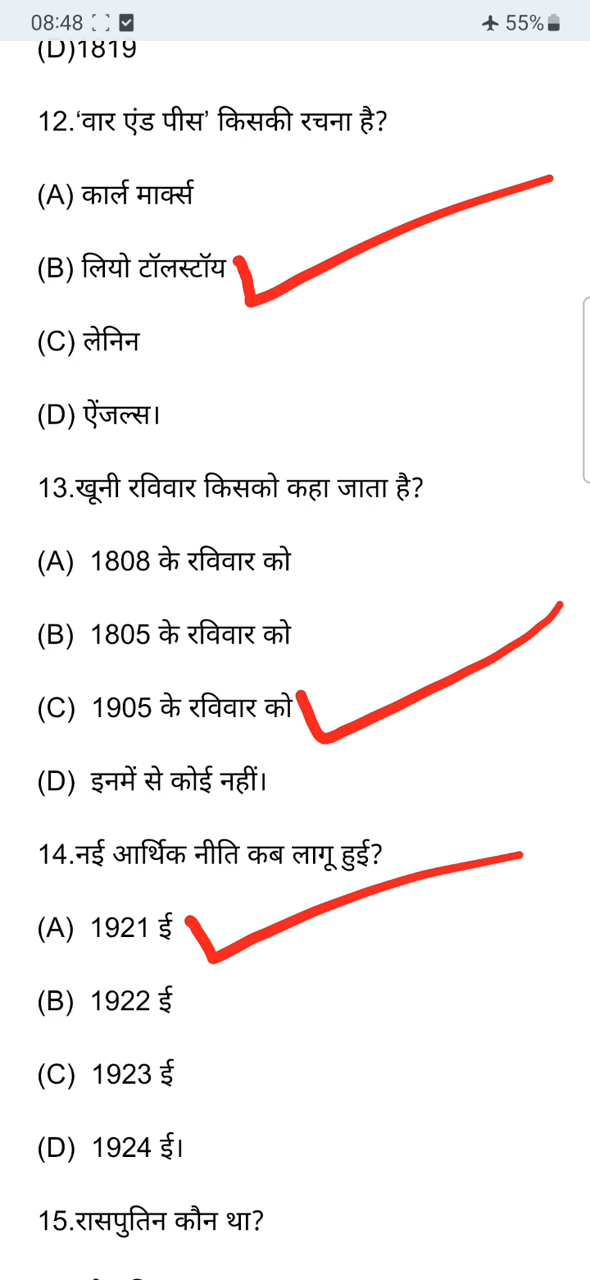 08:48
55%
(D)1819
12.‘वार एंड पीस’ किसकी रचना है?
(A) कार्ल मार्क्स
(B) लियो टॉलस्टॉय
(C) लेनिन
(D) ऐंजल्स।
13.खूनी रविवार किसको कहा जाता है?
(A) 1808 के रविवार को
(B) 1805 के रविवार को
(C) 1905 के रविवार को
(D) इनमें से कोई नहीं।
14.नई आर्थिक नीति कब लागू हुई?
(A) 1921 ई
(B) 1922 ई
(C) 1923 ई
(D) 1924 ई।
15.रासपुतिन कौन था?